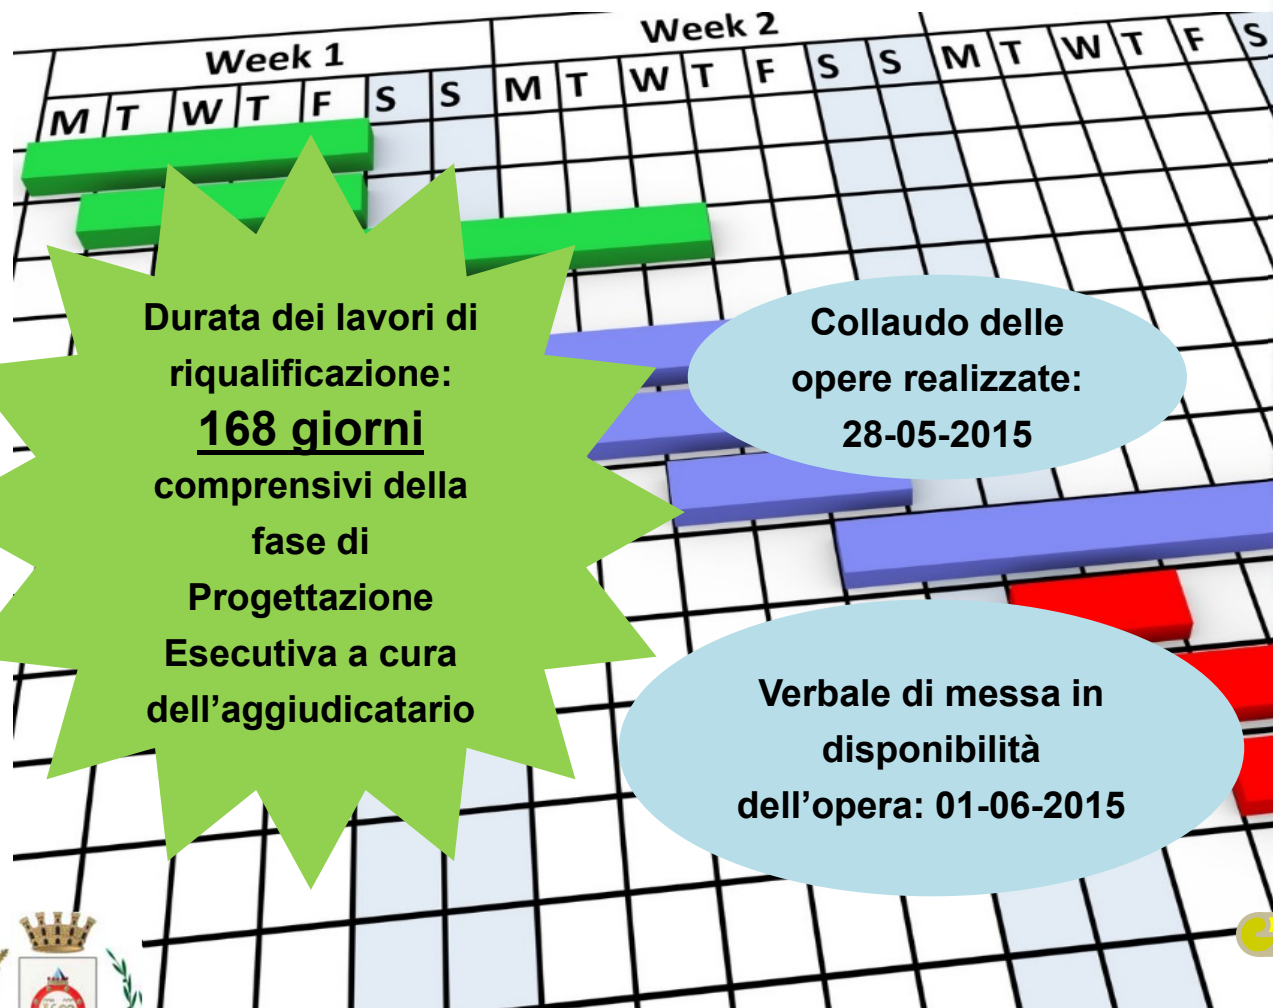 Week 1
Week 2
M T W T F S S M T W T F S S M T W T F S
Durata dei lavori di
riqualificazione:
168 giorni
comprensivi della
fase di
Progettazione
Esecutiva a cura
dell’aggiudicatario
Collaudo delle
opere realizzate:
28-05-2015
Verbale di messa in
disponibilità
dell’opera: 01-06-2015